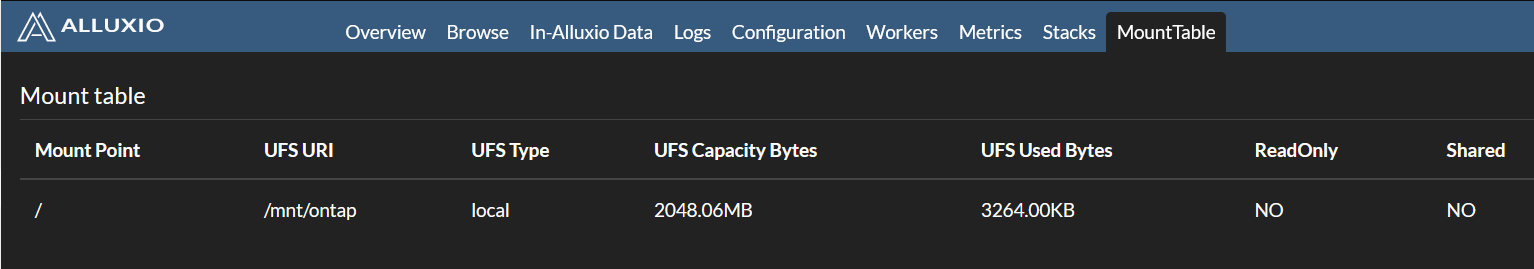 ALLUXIO Overview Browse In-Alluxio Data Logs Configuration Workers Metrics Stacks MountTable
Mount table
Mount Point UFS URI UFS Type UFS Capacity Bytes UFS Used Bytes ReadOnly Shared
/ /mnt/ontap local 2048.06MB 3264.00KB NO NO